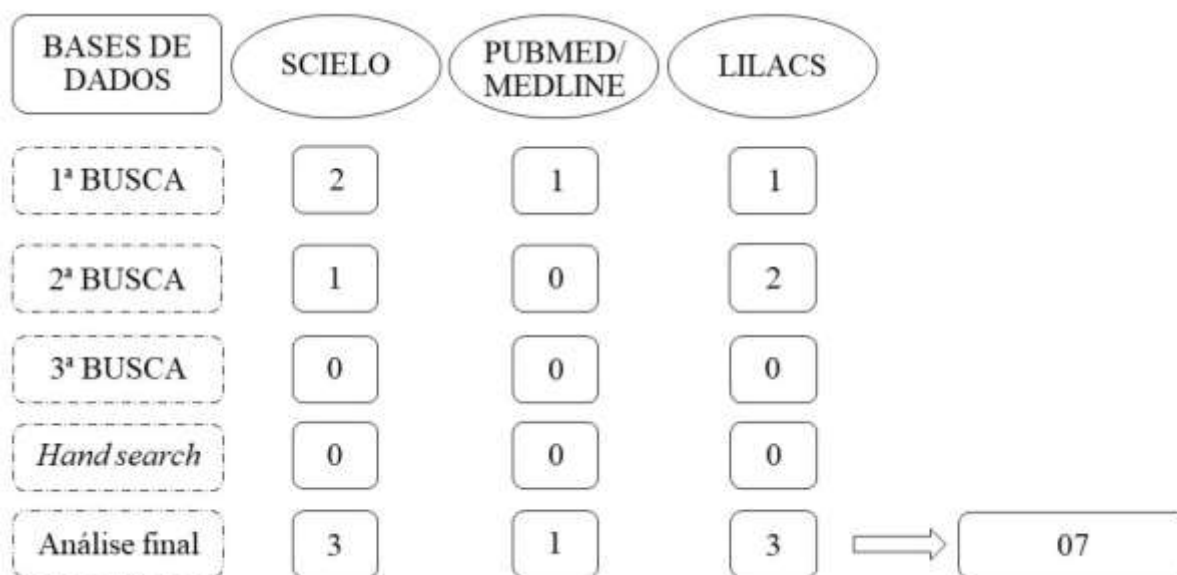 BASES DE
DADOS
SCIELO
PUBMED/
MEDLINE
LILACS
1ª BUSCA
2
1
1
2ª BUSCA
1
0
2
3ª BUSCA
0
0
0
Hand search
0
0
0
Análise final
3
1
3
07